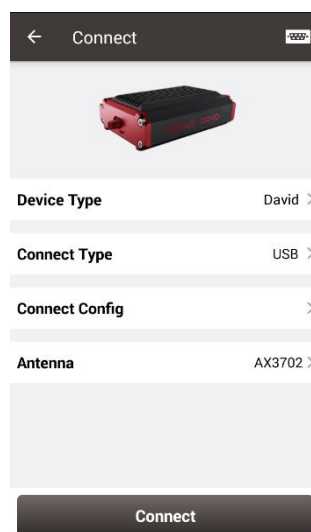 Connect
Device Type
David
Connect Type
USB
Connect Config
Antenna
AX3702
Connect